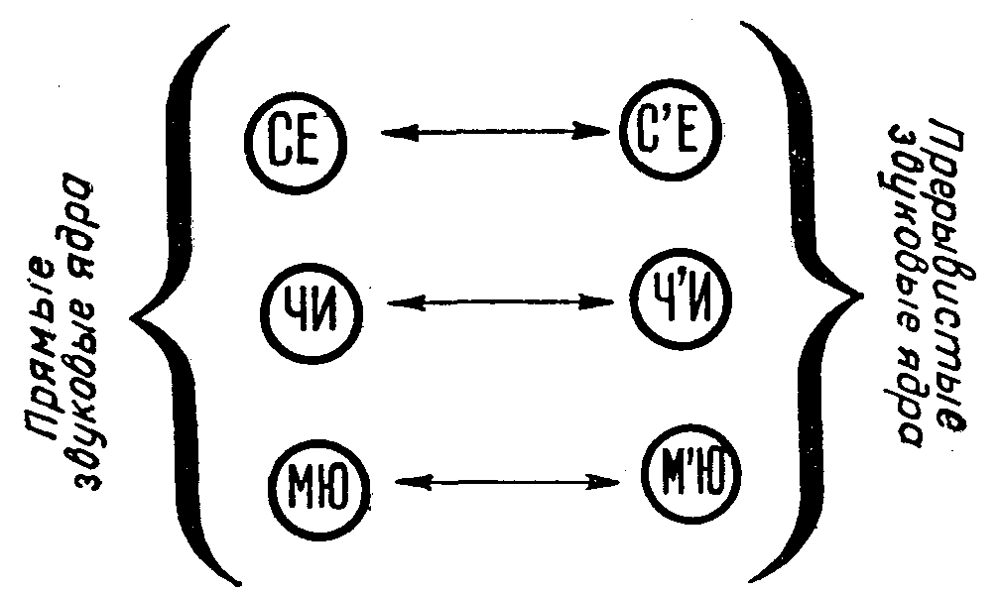 Прямые
звуковые ядра
СЕ
С'Е
ЧИ
Ч'И
МЮ
М'Ю
Прерывистые
звуковые ядра